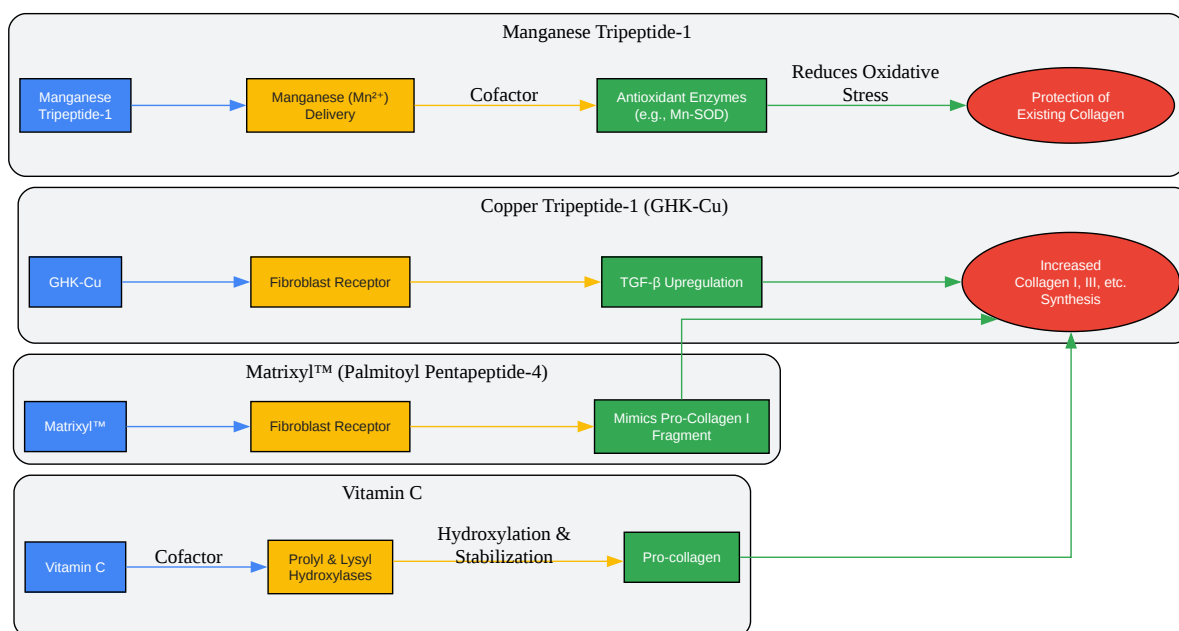 Manganese Tripeptide-1
Manganese
Tripeptide-1
Manganese (Mn²⁺)
Delivery
Cofactor
Antioxidant Enzymes
(e.g., Mn-SOD)
Reduces Oxidative
Stress
Protection of
Existing Collagen
Copper Tripeptide-1 (GHK-Cu)
GHK-Cu
Fibroblast Receptor
TGF-β Upregulation
Increased
Collagen I, III, etc.
Synthesis
Matrixyl™ (Palmitoyl Pentapeptide-4)
Matrixyl™
Fibroblast Receptor
Mimics Pro-Collagen I
Fragment
Vitamin C
Vitamin C
Cofactor
Prolyl & Lysyl
Hydroxylases
Hydroxylation &
Stabilization
Pro-collagen